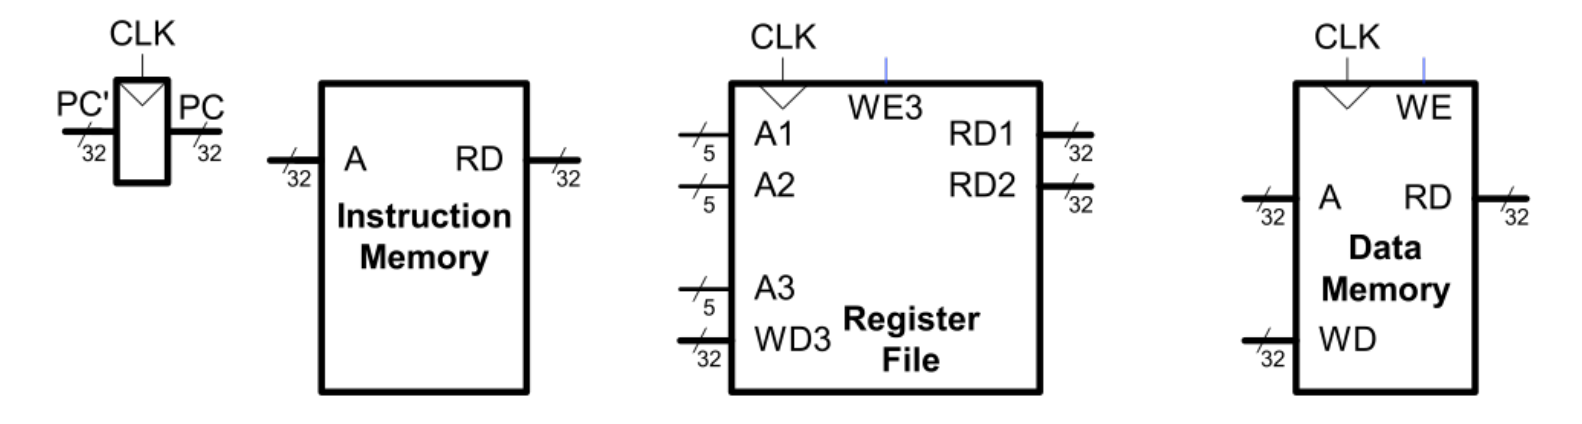 CLK
PC'
PC
32
32
A
RD
32
32
Instruction
Memory
CLK
WE3
A1
RD1
5
32
A2
RD2
5
32
A3
5
WD3
32
Register
File
CLK
WE
A
RD
32
32
Data
Memory
WD
32